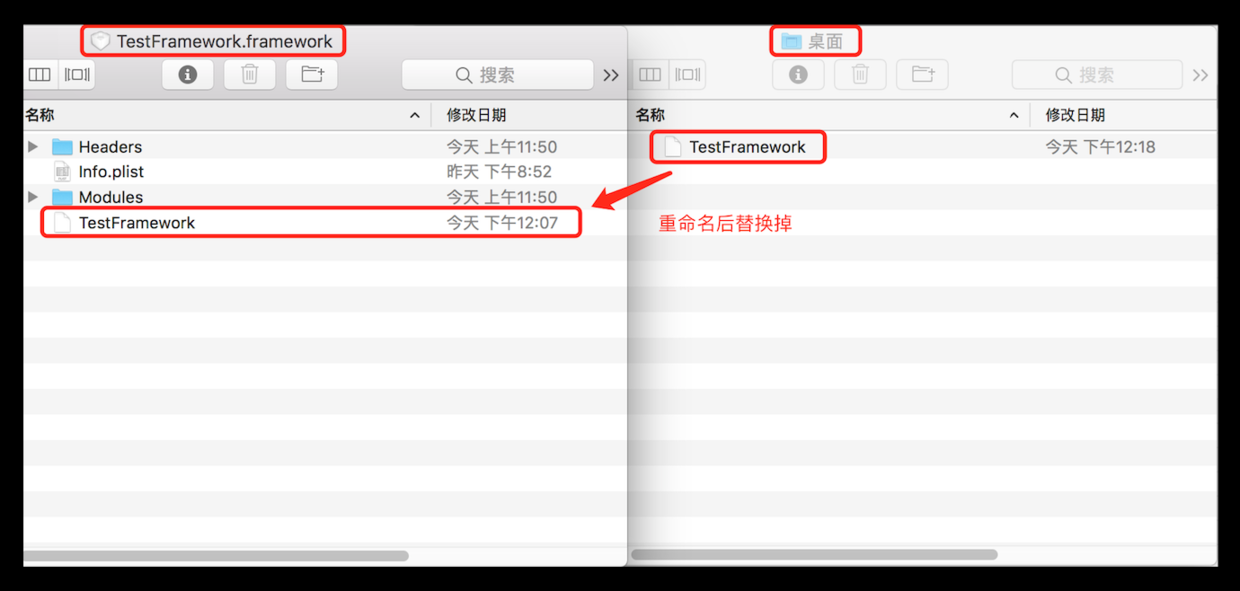 TestFramework.framework
搜索
名称 修改日期
Headers 今天 上午11:50
Info.plist 昨天 下午8:52
Modules 今天 上午11:50
TestFramework 今天 下午12:07
桌面
搜索
名称 修改日期
TestFramework 今天 下午12:18
重命名后替换掉